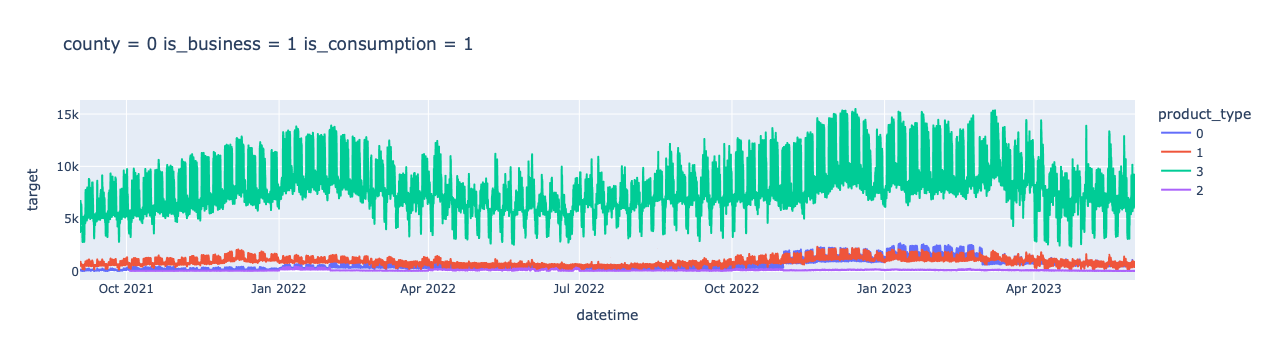 county = 0 is_business = 1 is_consumption = 1
product_type
0
1
3
2
target
15k
10k
5k
0
Oct 2021
Jan 2022
Apr 2022
Jul 2022
Oct 2022
Jan 2023
Apr 2023
datetime